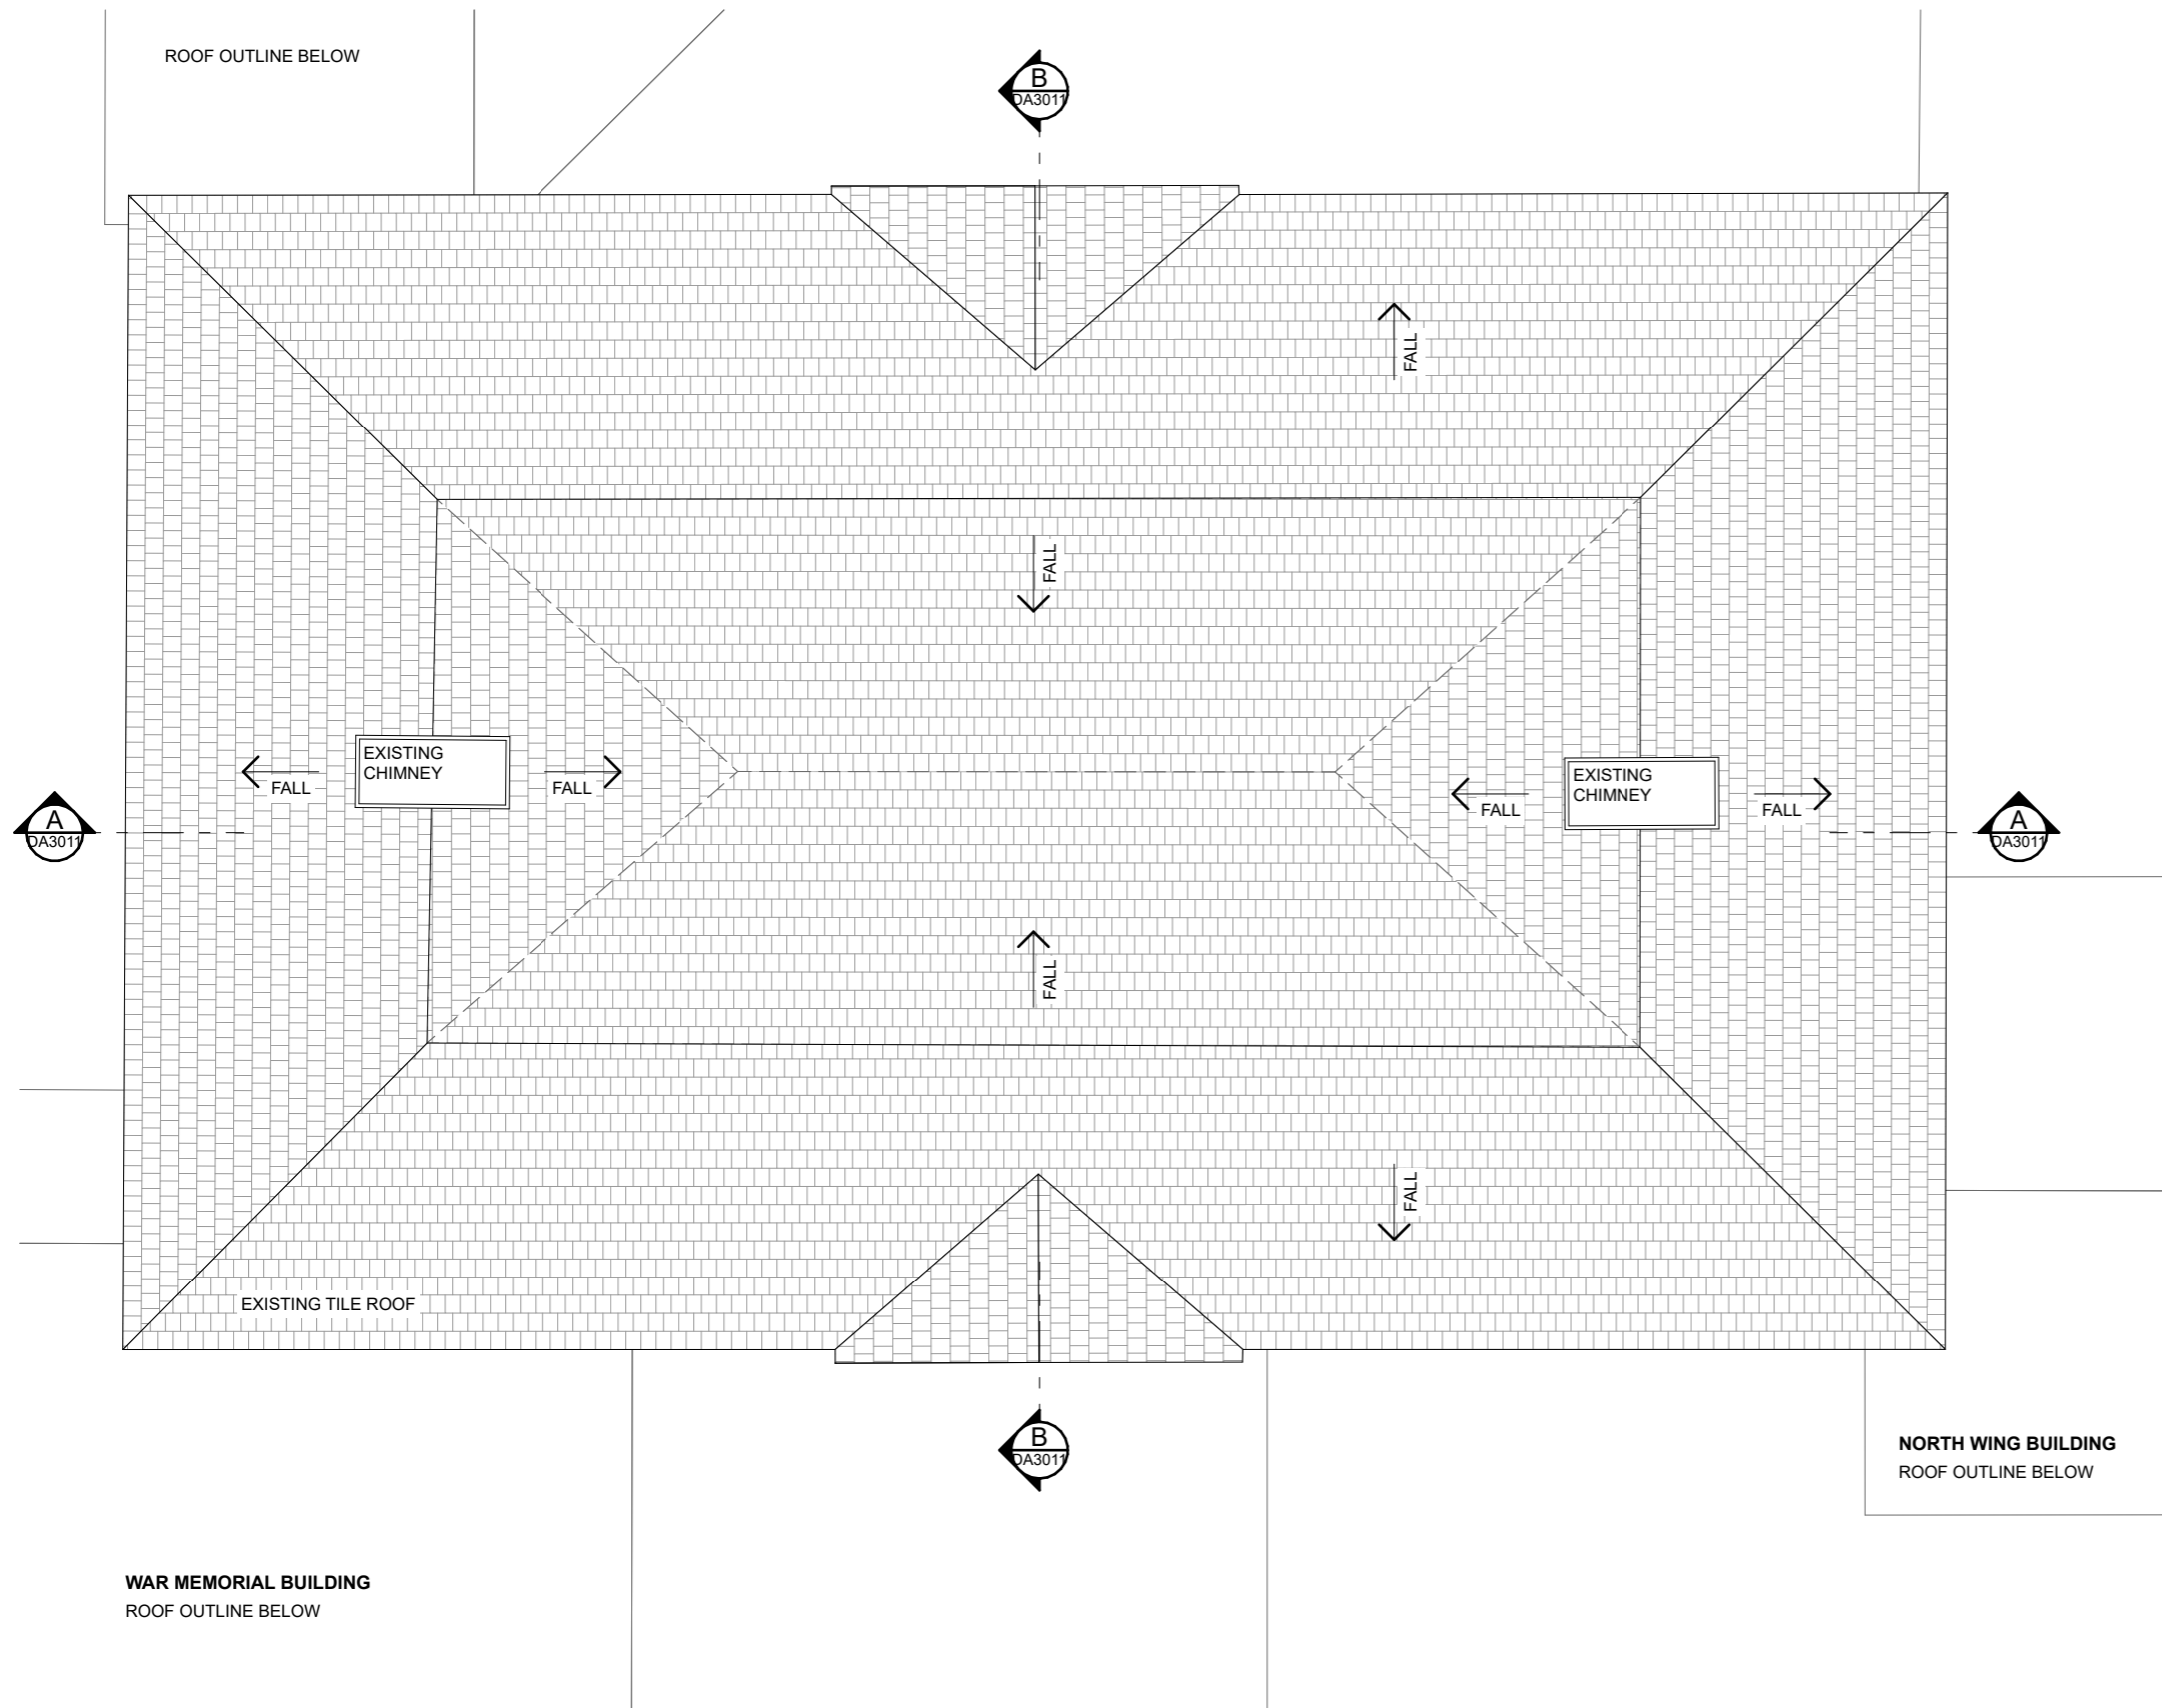 ROOF OUTLINE BELOW
B
DA3011
FALL
FALL
EXISTING
CHIMNEY
FALL
FALL
EXISTING
CHIMNEY
FALL
FALL
A
DA3011
A
DA3011
FALL
FALL
EXISTING TILE ROOF
B
DA3011
NORTH WING BUILDING
ROOF OUTLINE BELOW
WAR MEMORIAL BUILDING
ROOF OUTLINE BELOW